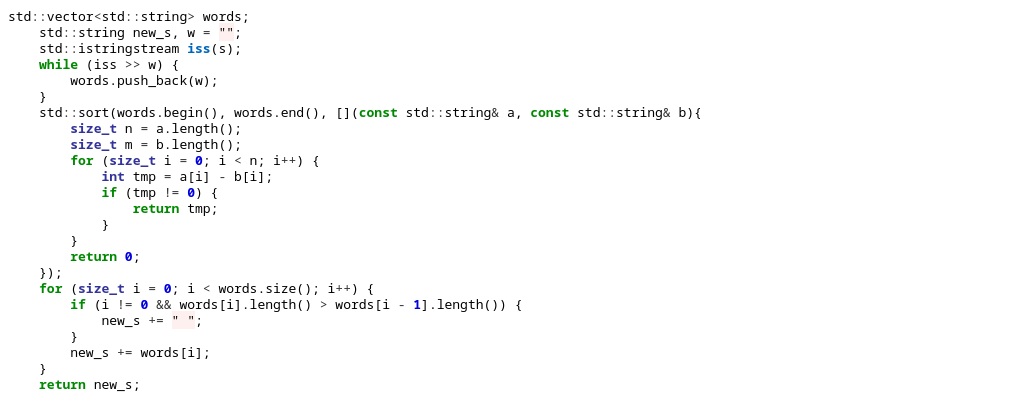 std::vector<std::string> words;
    std::string new_s, w = "";
    std::istringstream iss(s);
    while (iss >> w) {
        words.push_back(w);
    }
    std::sort(words.begin(), words.end(), [](const std::string& a, const std::string& b){
        size_t n = a.length();
        size_t m = b.length();
        for (size_t i = 0; i < n; i++) {
            int tmp = a[i] - b[i];
            if (tmp != 0) {
                return tmp;
            }
        }
        return 0;
    });
    for (size_t i = 0; i < words.size(); i++) {
        if (i != 0 && words[i].length() > words[i - 1].length()) {
            new_s += " ";
        }
        new_s += words[i];
    }
    return new_s;